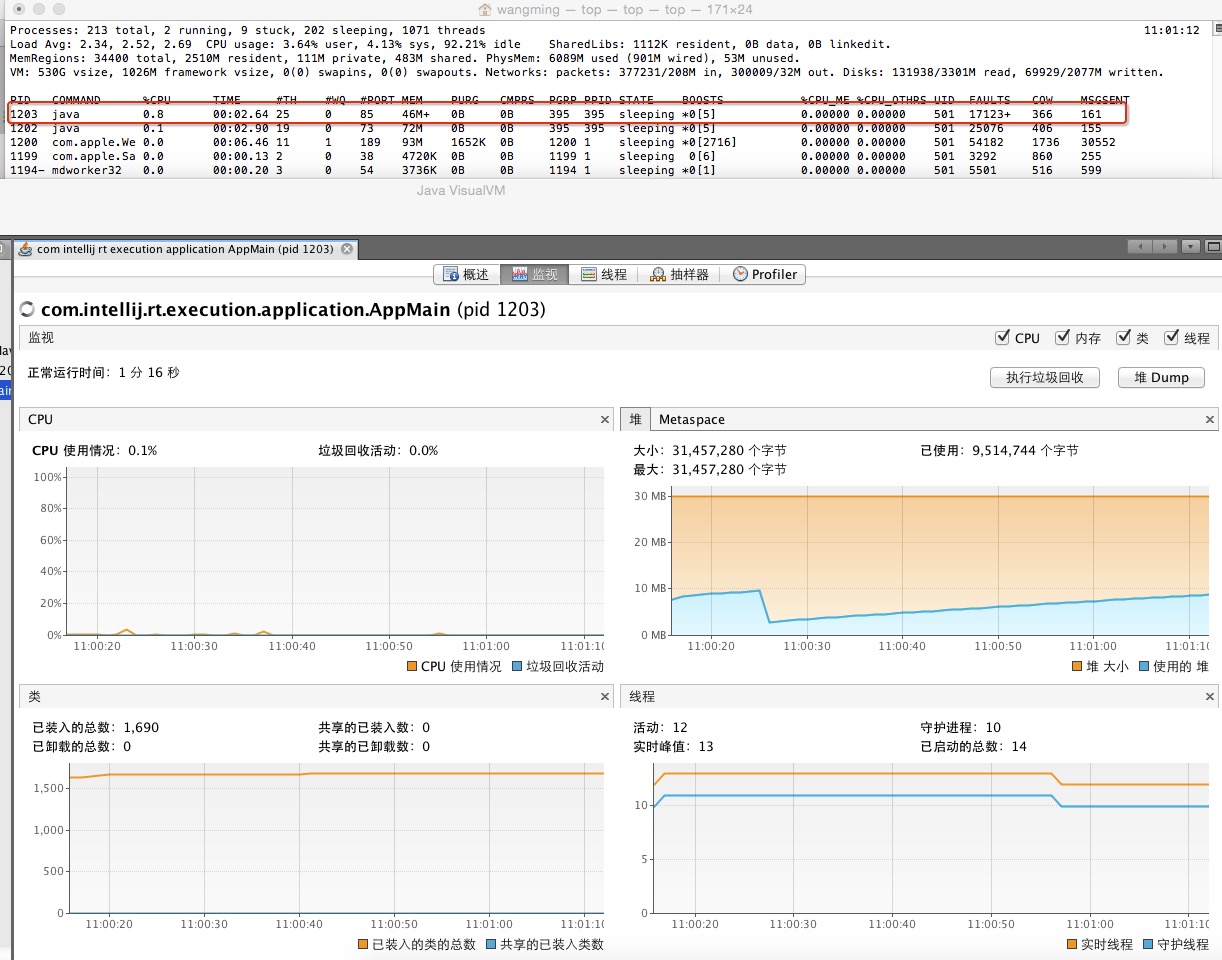 wangming — top — top — top — 171×24
Processes: 213 total, 2 running, 9 stuck, 202 sleeping, 1071 threads 11:01:12
Load Avg: 2.34, 2.52, 2.69 CPU usage: 3.64% user, 4.13% sys, 92.21% idle SharedLibs: 1112K resident, 0B data, 0B linkedit.
MemRegions: 34400 total, 2510M resident, 111M private, 483M shared. PhysMem: 6089M used (901M wired), 53M unused.
VM: 530G vsize, 1026M framework vsize, 0(0) swapins, 0(0) swapouts. Networks: packets: 377231/208M in, 300009/32M out. Disks: 131938/3301M read, 69929/2077M written.
PID COMMAND %CPU TIME #TH #WQ #PORT MEM PURG CMPRS PGRP PPID STATE BOOSTS %CPU_ME %CPU_OTHRS UID FAULTS COW MSGSENT
1203 java 0.8 00:02.64 25 0 85 46M+ 0B 0B 395 395 sleeping *0[5] 0.00000 0.00000 501 17123+ 366 161
1202 java 0.1 00:02.90 19 0 73 72M 0B 0B 395 395 sleeping *0[5] 0.00000 0.00000 501 25076 406 155
1200 com.apple.We 0.0 00:06.46 11 1 189 93M 1652K 0B 1200 1 sleeping *0[2716] 0.00000 0.00000 501 54182 1736 30552
1199 com.apple.Sa 0.0 00:00.13 2 0 38 4720K 0B 0B 1199 1 sleeping 0[6] 0.00000 0.00000 501 3292 860 255
1194- mdworker32 0.0 00:00.20 3 0 54 3736K 0B 0B 1194 1 sleeping *0[1] 0.00000 0.00000 501 5501 516 599
Java VisualVM
com intellij rt execution application AppMain (pid 1203)
概述 监视 线程 抽样器 Profiler
com.intellij.rt.execution.application.AppMain (pid 1203)
监视 CPU 内存 类 线程
正常运行时间: 1 分 16 秒 执行垃圾回收 堆 Dump
CPU
CPU 使用情况: 0.1% 垃圾回收活动: 0.0%
100%
80%
60%
40%
20%
0%
11:00:20 11:00:30 11:00:40 11:00:50 11:01:00 11:01:1
CPU 使用情况 垃圾回收活动
堆 Metaspace
大小: 31,457,280 个字节 已使用: 9,514,744 个字节
最大: 31,457,280 个字节
30 MB
20 MB
10 MB
0 MB
11:00:20 11:00:30 11:00:40 11:00:50 11:01:00 11:01:1
堆 大小 使用的 堆
类
已装入的总数: 1,690 共享的已装入数: 0
已卸载的总数: 0 共享的已卸载数: 0
1,500
1,000
500
0
11:00:20 11:00:30 11:00:40 11:00:50 11:01:00 11:01:1
已装入的类的总数 共享的已装入类数
线程
活动: 12 守护进程: 10
实时峰值: 13 已启动的总数: 14
10
5
0
11:00:20 11:00:30 11:00:40 11:00:50 11:01:00 11:01:1
实时线程 守护线程